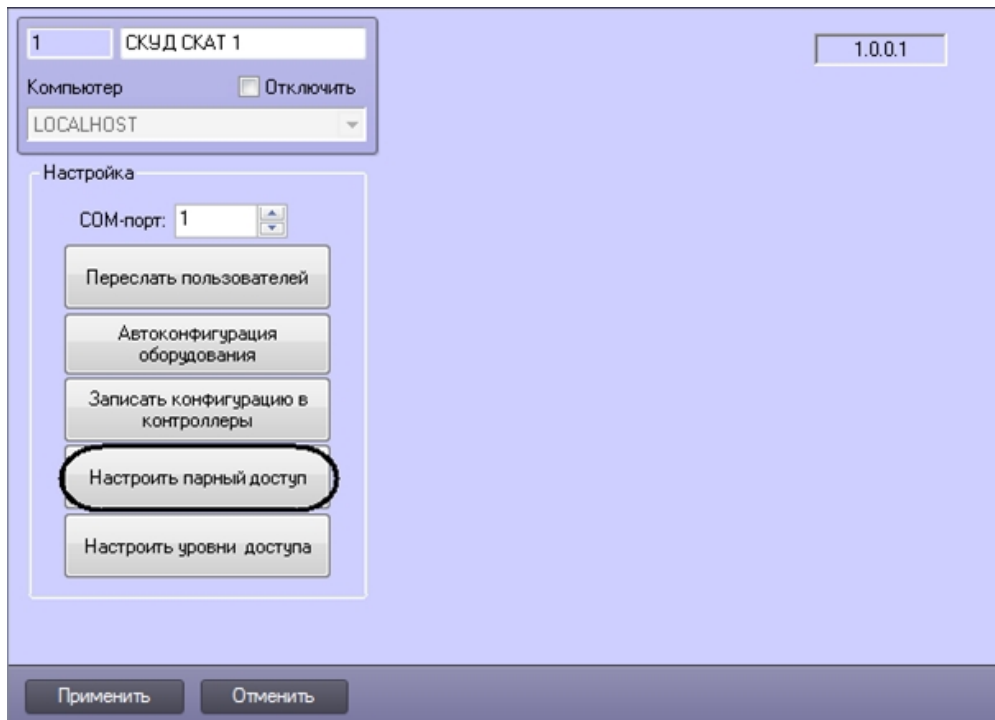 1
СКУД СКАТ 1
1.0.0.1
Компьютер
Отключить
LOCALHOST
Настройка
COM-порт: 1
Переслать пользователей
Автоконфигурация
оборудования
Записать конфигурацию в
контроллеры
Настроить парный доступ
Настроить уровни доступа
Применить
Отменить